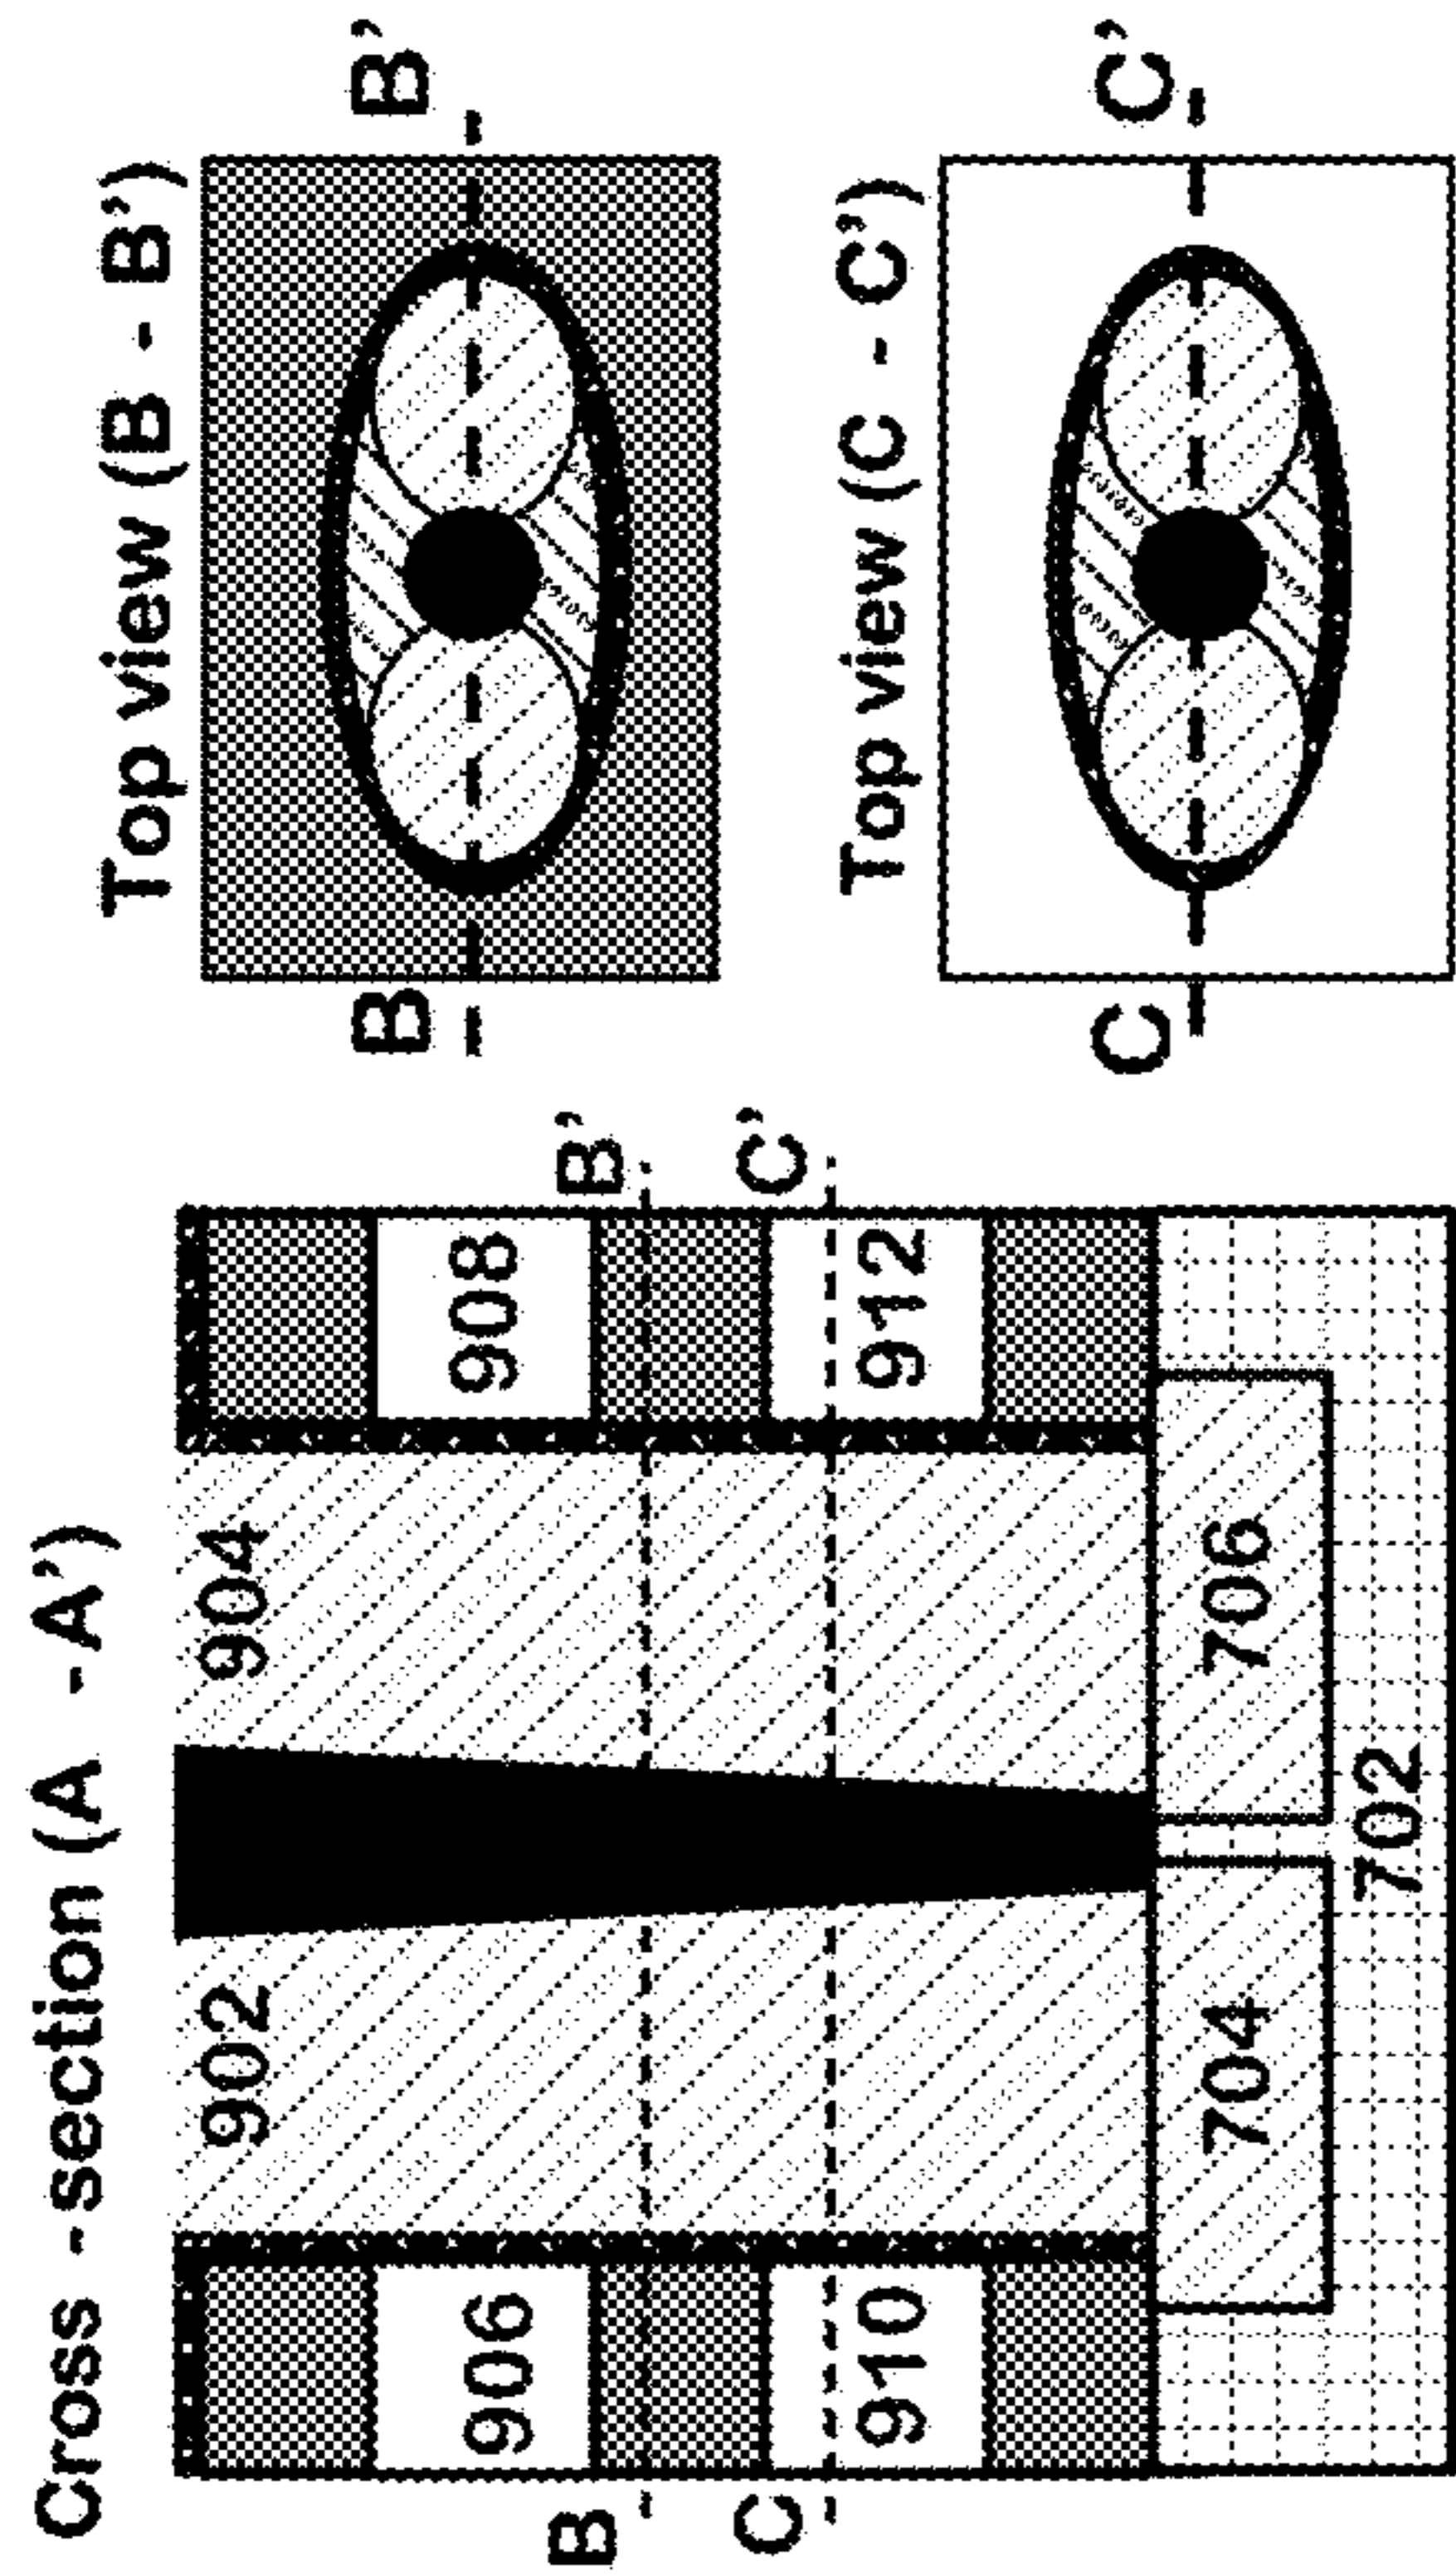 Cross - section (A - A')
902
904
906
908
B
B'
C
C'
910
912
704
706
702
Top view (B - B')
B
B'
Top view (C - C')
C
C'